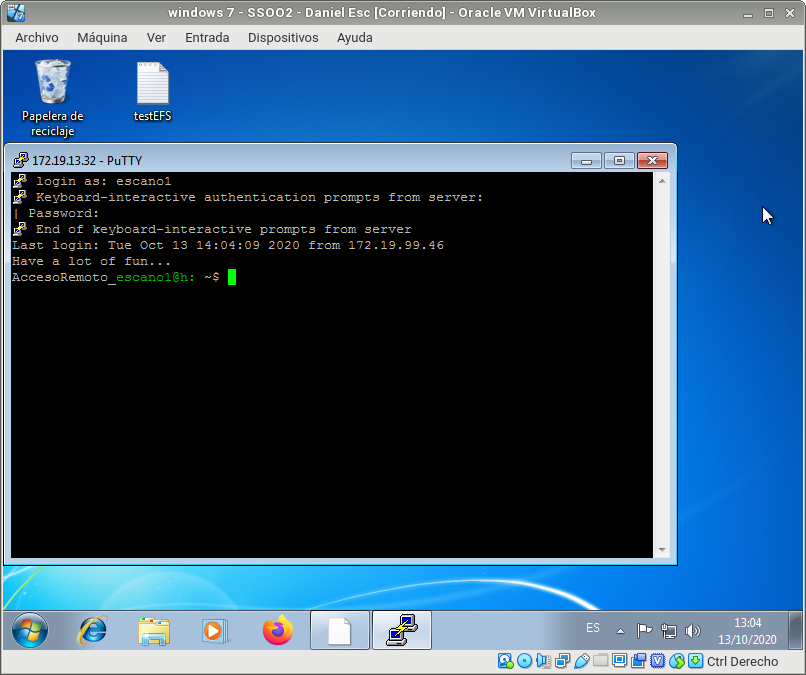 windows 7 - SSOO2 - Daniel Esc [Corriendo] - Oracle VM VirtualBox
Archivo Máquina Ver Entrada Dispositivos Ayuda
Papelera de
reciclaje
testEFS
172.19.13.32 - PuTTY
login as: escano1
Keyboard-interactive authentication prompts from server:
| Password:
End of keyboard-interactive prompts from server
Last login: Tue Oct 13 14:04:09 2020 from 172.19.99.46
Have a lot of fun...
AccesoRemoto_escano1@h: ~$
ES
13:04
13/10/2020
Ctrl Derecho